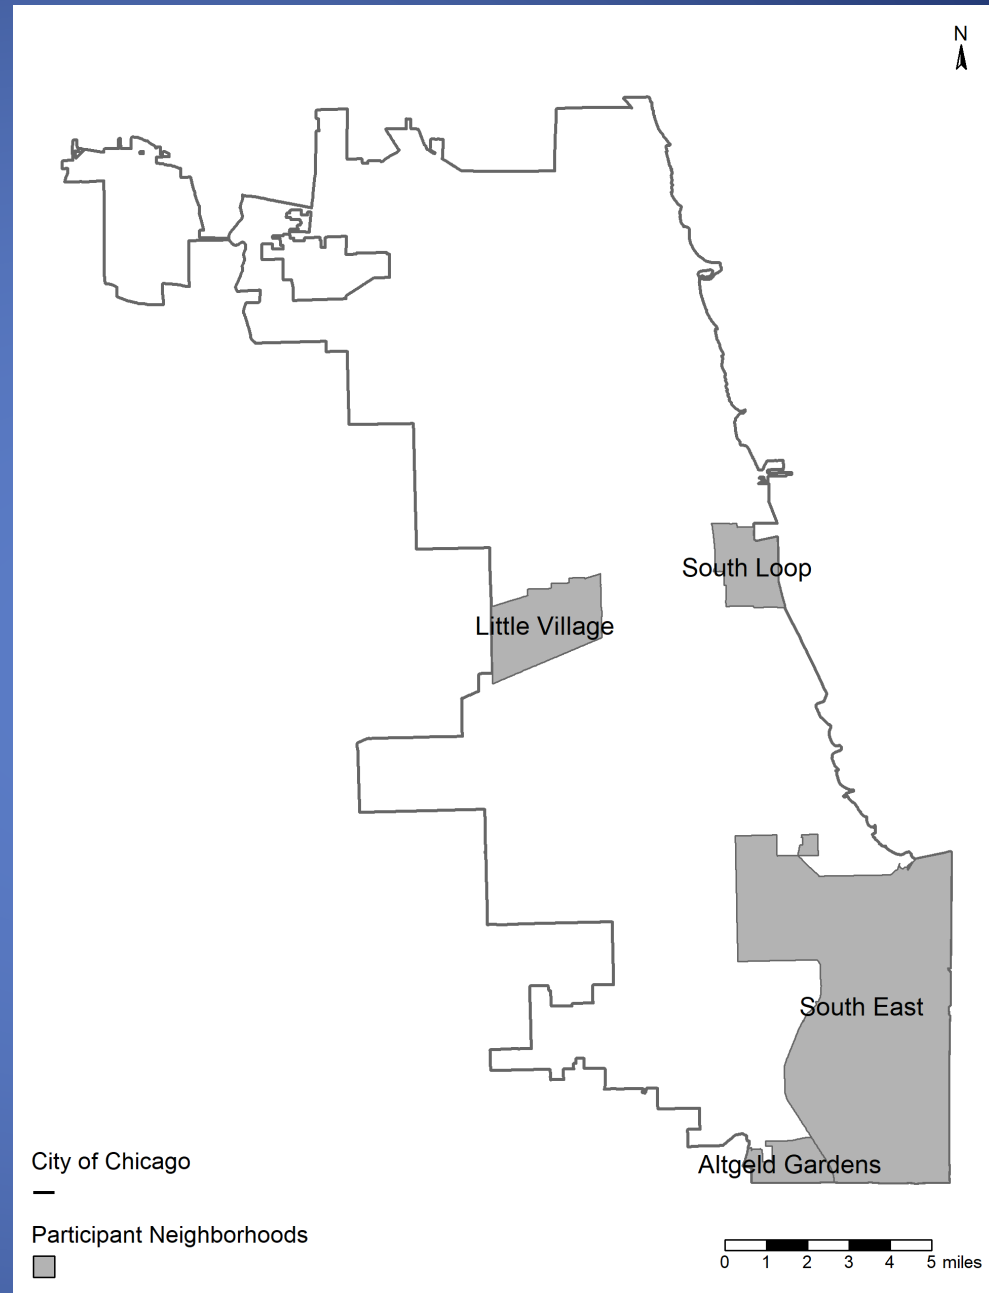 N
South Loop
Little Village
South East
Altgeld Gardens
City of Chicago
Participant Neighborhoods
0 1 2 3 4 5 miles